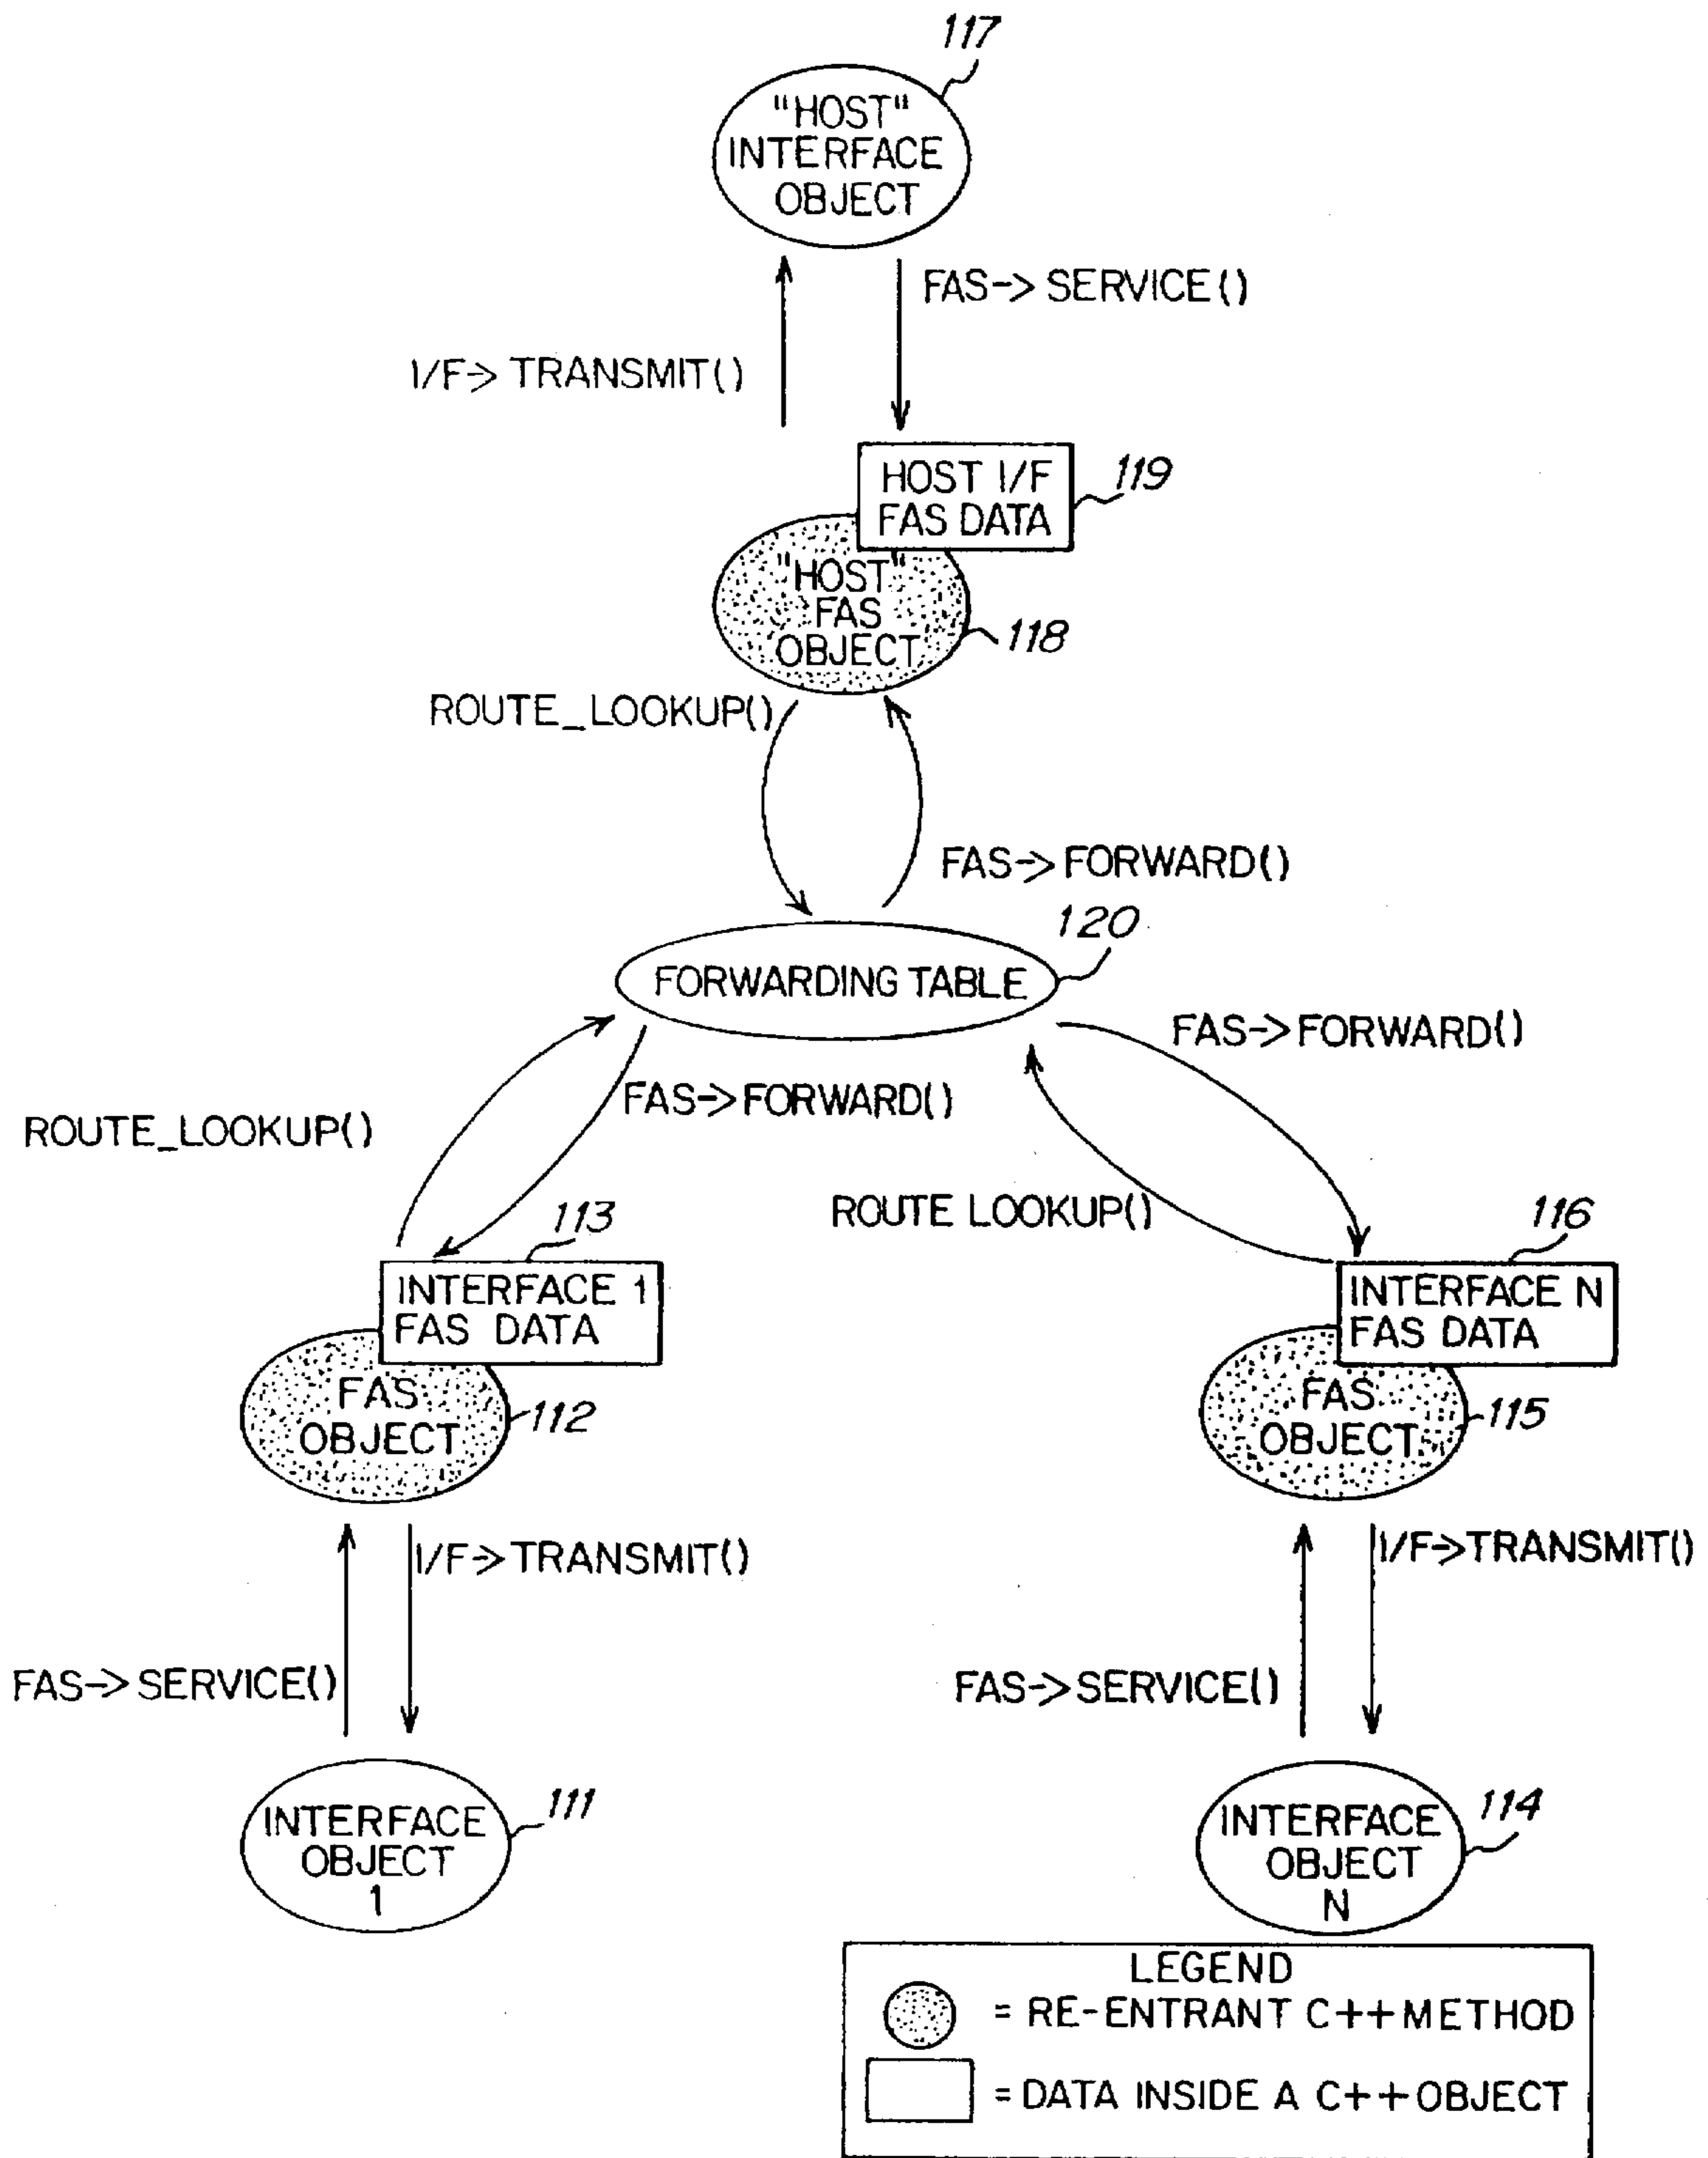 117
"HOST"
INTERFACE
OBJECT
FAS->SERVICE()
I/F->TRANSMIT()
HOST I/F
FAS DATA
119
"HOST"
FAS
OBJECT
118
ROUTE_LOOKUP()
FAS->FORWARD()
120
FORWARDING TABLE
FAS->FORWARD()
FAS->FORWARD()
ROUTE_LOOKUP()
ROUTE LOOKUP()
113
116
INTERFACE 1
FAS DATA
INTERFACE N
FAS DATA
FAS
OBJECT
112
FAS
OBJECT
115
I/F->TRANSMIT()
I/F->TRANSMIT()
FAS->SERVICE()
FAS->SERVICE()
INTERFACE
OBJECT
1
111
INTERFACE
OBJECT
N
114
LEGEND
= RE-ENTRANT C++ METHOD
= DATA INSIDE A C++ OBJECT